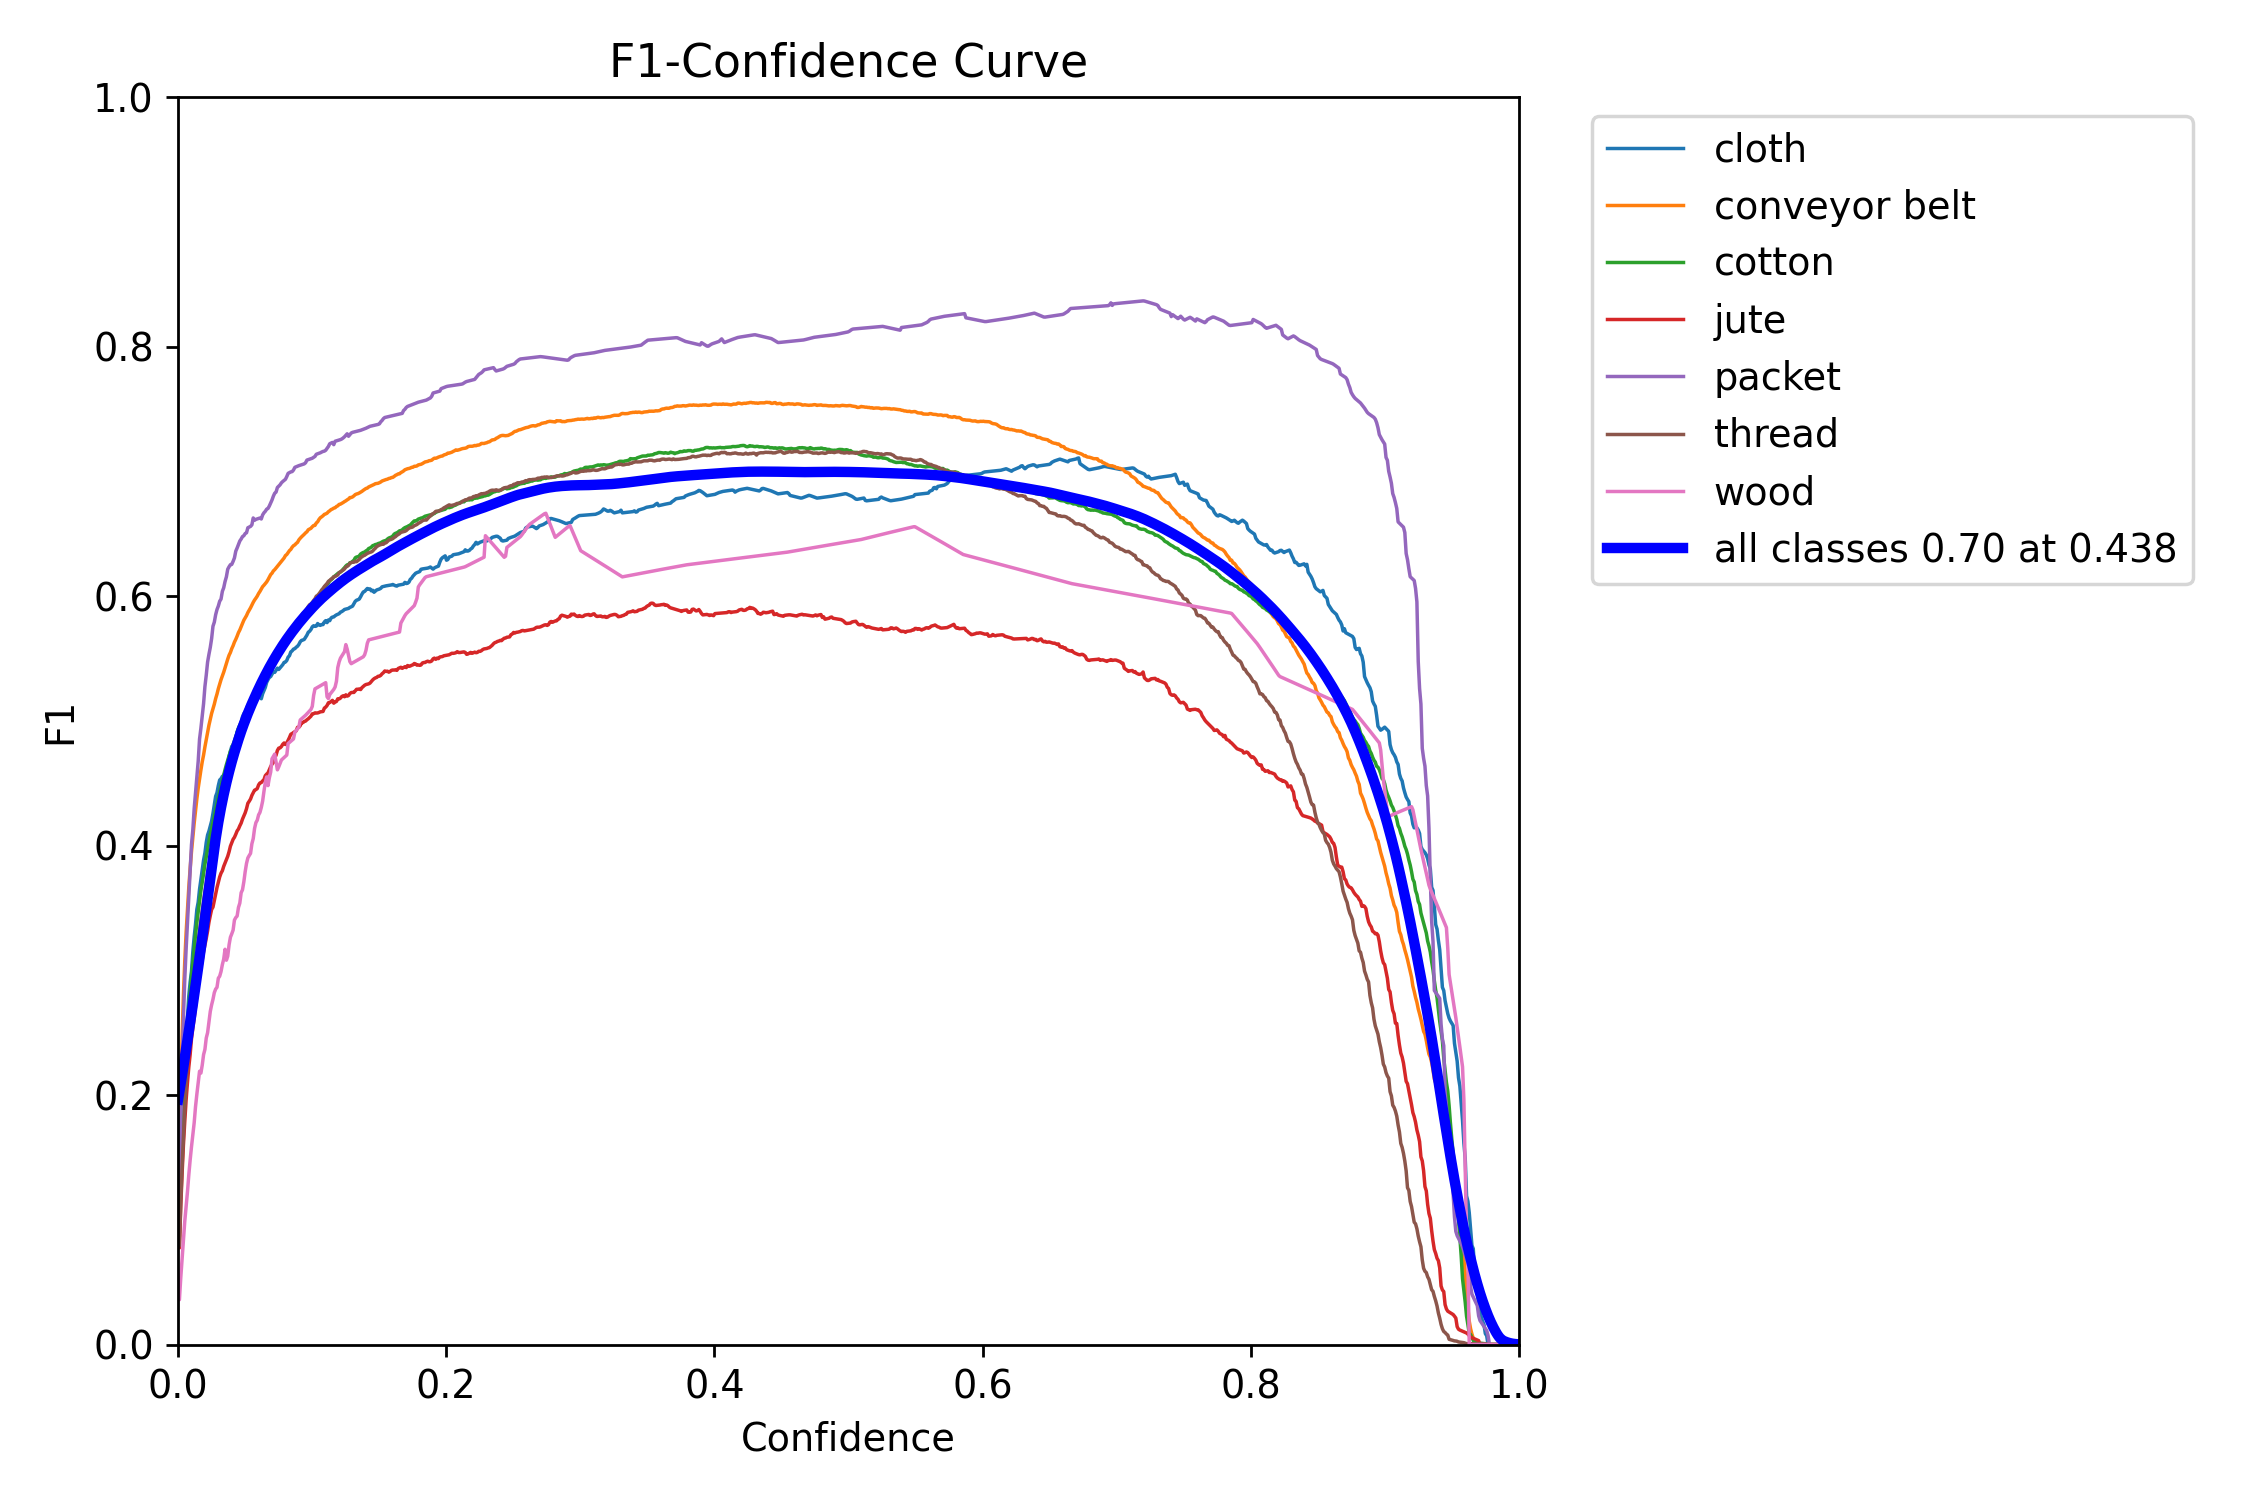 F1-Confidence Curve
1.0
0.8
0.6
0.4
0.2
0.0
F1
0.0 0.2 0.4 0.6 0.8 1.0
Confidence
cloth
conveyor belt
cotton
jute
packet
thread
wood
all classes 0.70 at 0.438